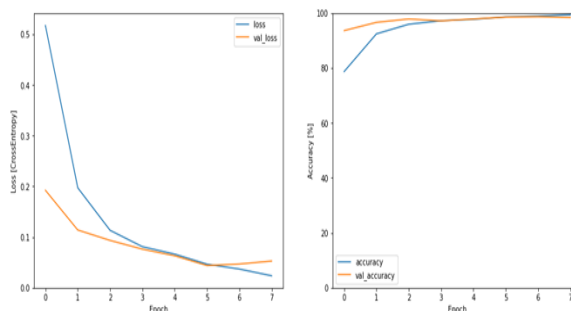 0.5
0.4
0.3
0.2
0.1
0.0
Loss [CrossEntropy]
0 1 2 3 4 5 6 7
Epoch
loss
val_loss
100
80
60
40
20
0
Accuracy [%]
0 1 2 3 4 5 6 7
Epoch
accuracy
val_accuracy